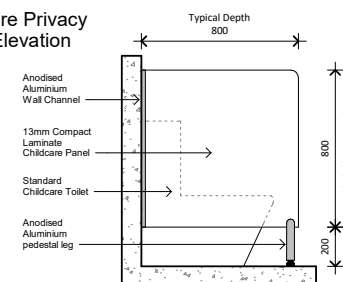 re Privacy
Elevation
Typical Depth
800
Anodised
Aluminium
Wall Channel
13mm Compact
Laminate
Childcare Panel
Standard
Childcare Toilet
Anodised
Aluminium
pedestal leg
800
200